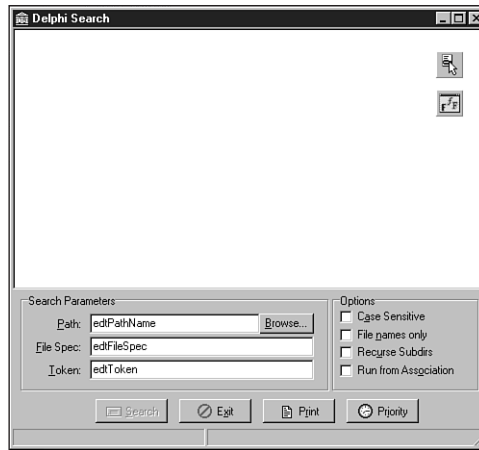 Delphi Search
Search Parameters
Path: edtPathName Browse...
File Spec: edtFileSpec
Token: edtToken
Options
Case Sensitive
File names only
Recurse Subdirs
Run from Association
Search Exit Print Priority